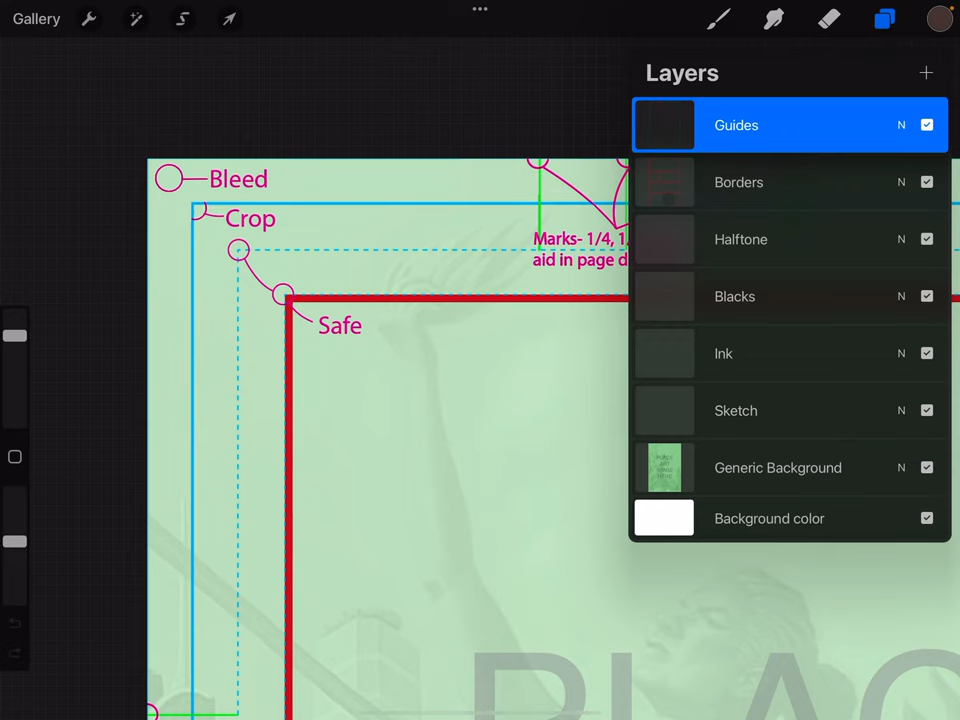 Gallery
Layers
Guides N
Borders N
Halftone N
Blacks N
Ink N
Sketch N
Generic Background N
Background color
Bleed
Crop
Marks- 1/4,
aid in page
Safe